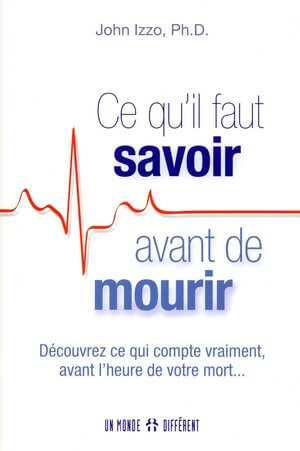 John Izzo, Ph.D.
Ce qu'il faut
savoir
avant de
mourir
Découvrez ce qui compte vraiment,
avant l'heure de votre mort...
UN MONDE DIFFÉRENT